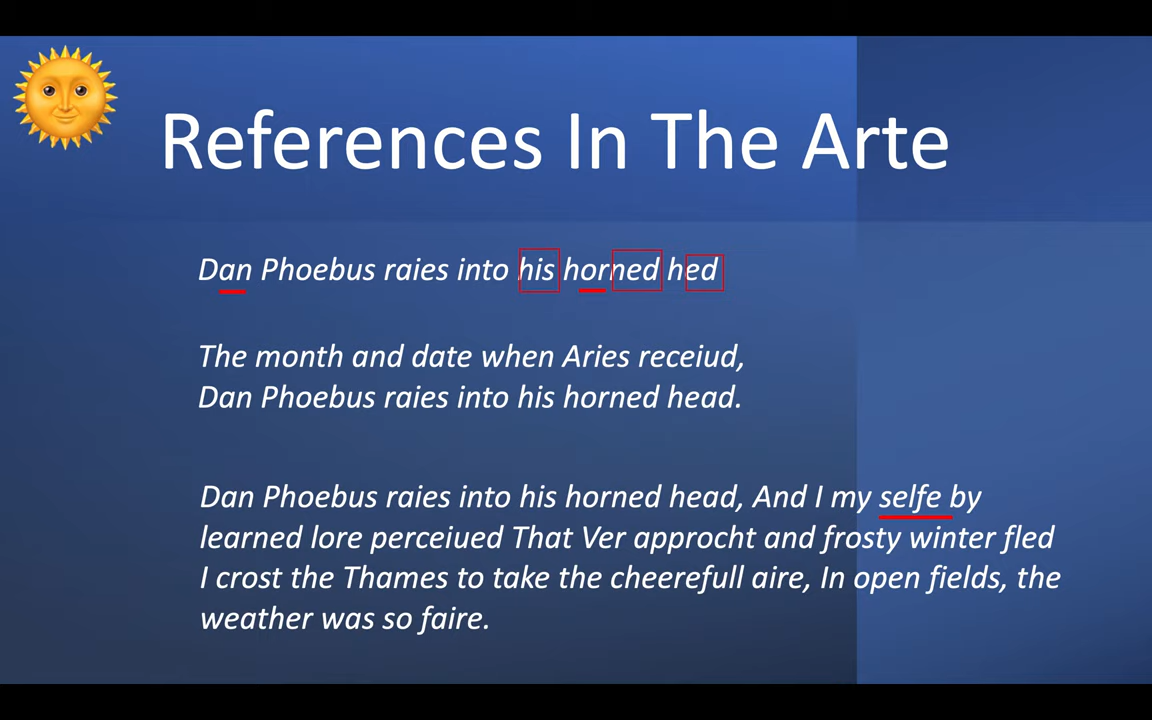 References In The Arte
Dan Phoebus raies into his horned hed
The month and date when Aries receiud,
Dan Phoebus raies into his horned head.
Dan Phoebus raies into his horned head, And I my selfe by
learned lore perceiued That Ver approcht and frosty winter fled
I crost the Thames to take the cheerefull aire, In open fields, the
weather was so faire.